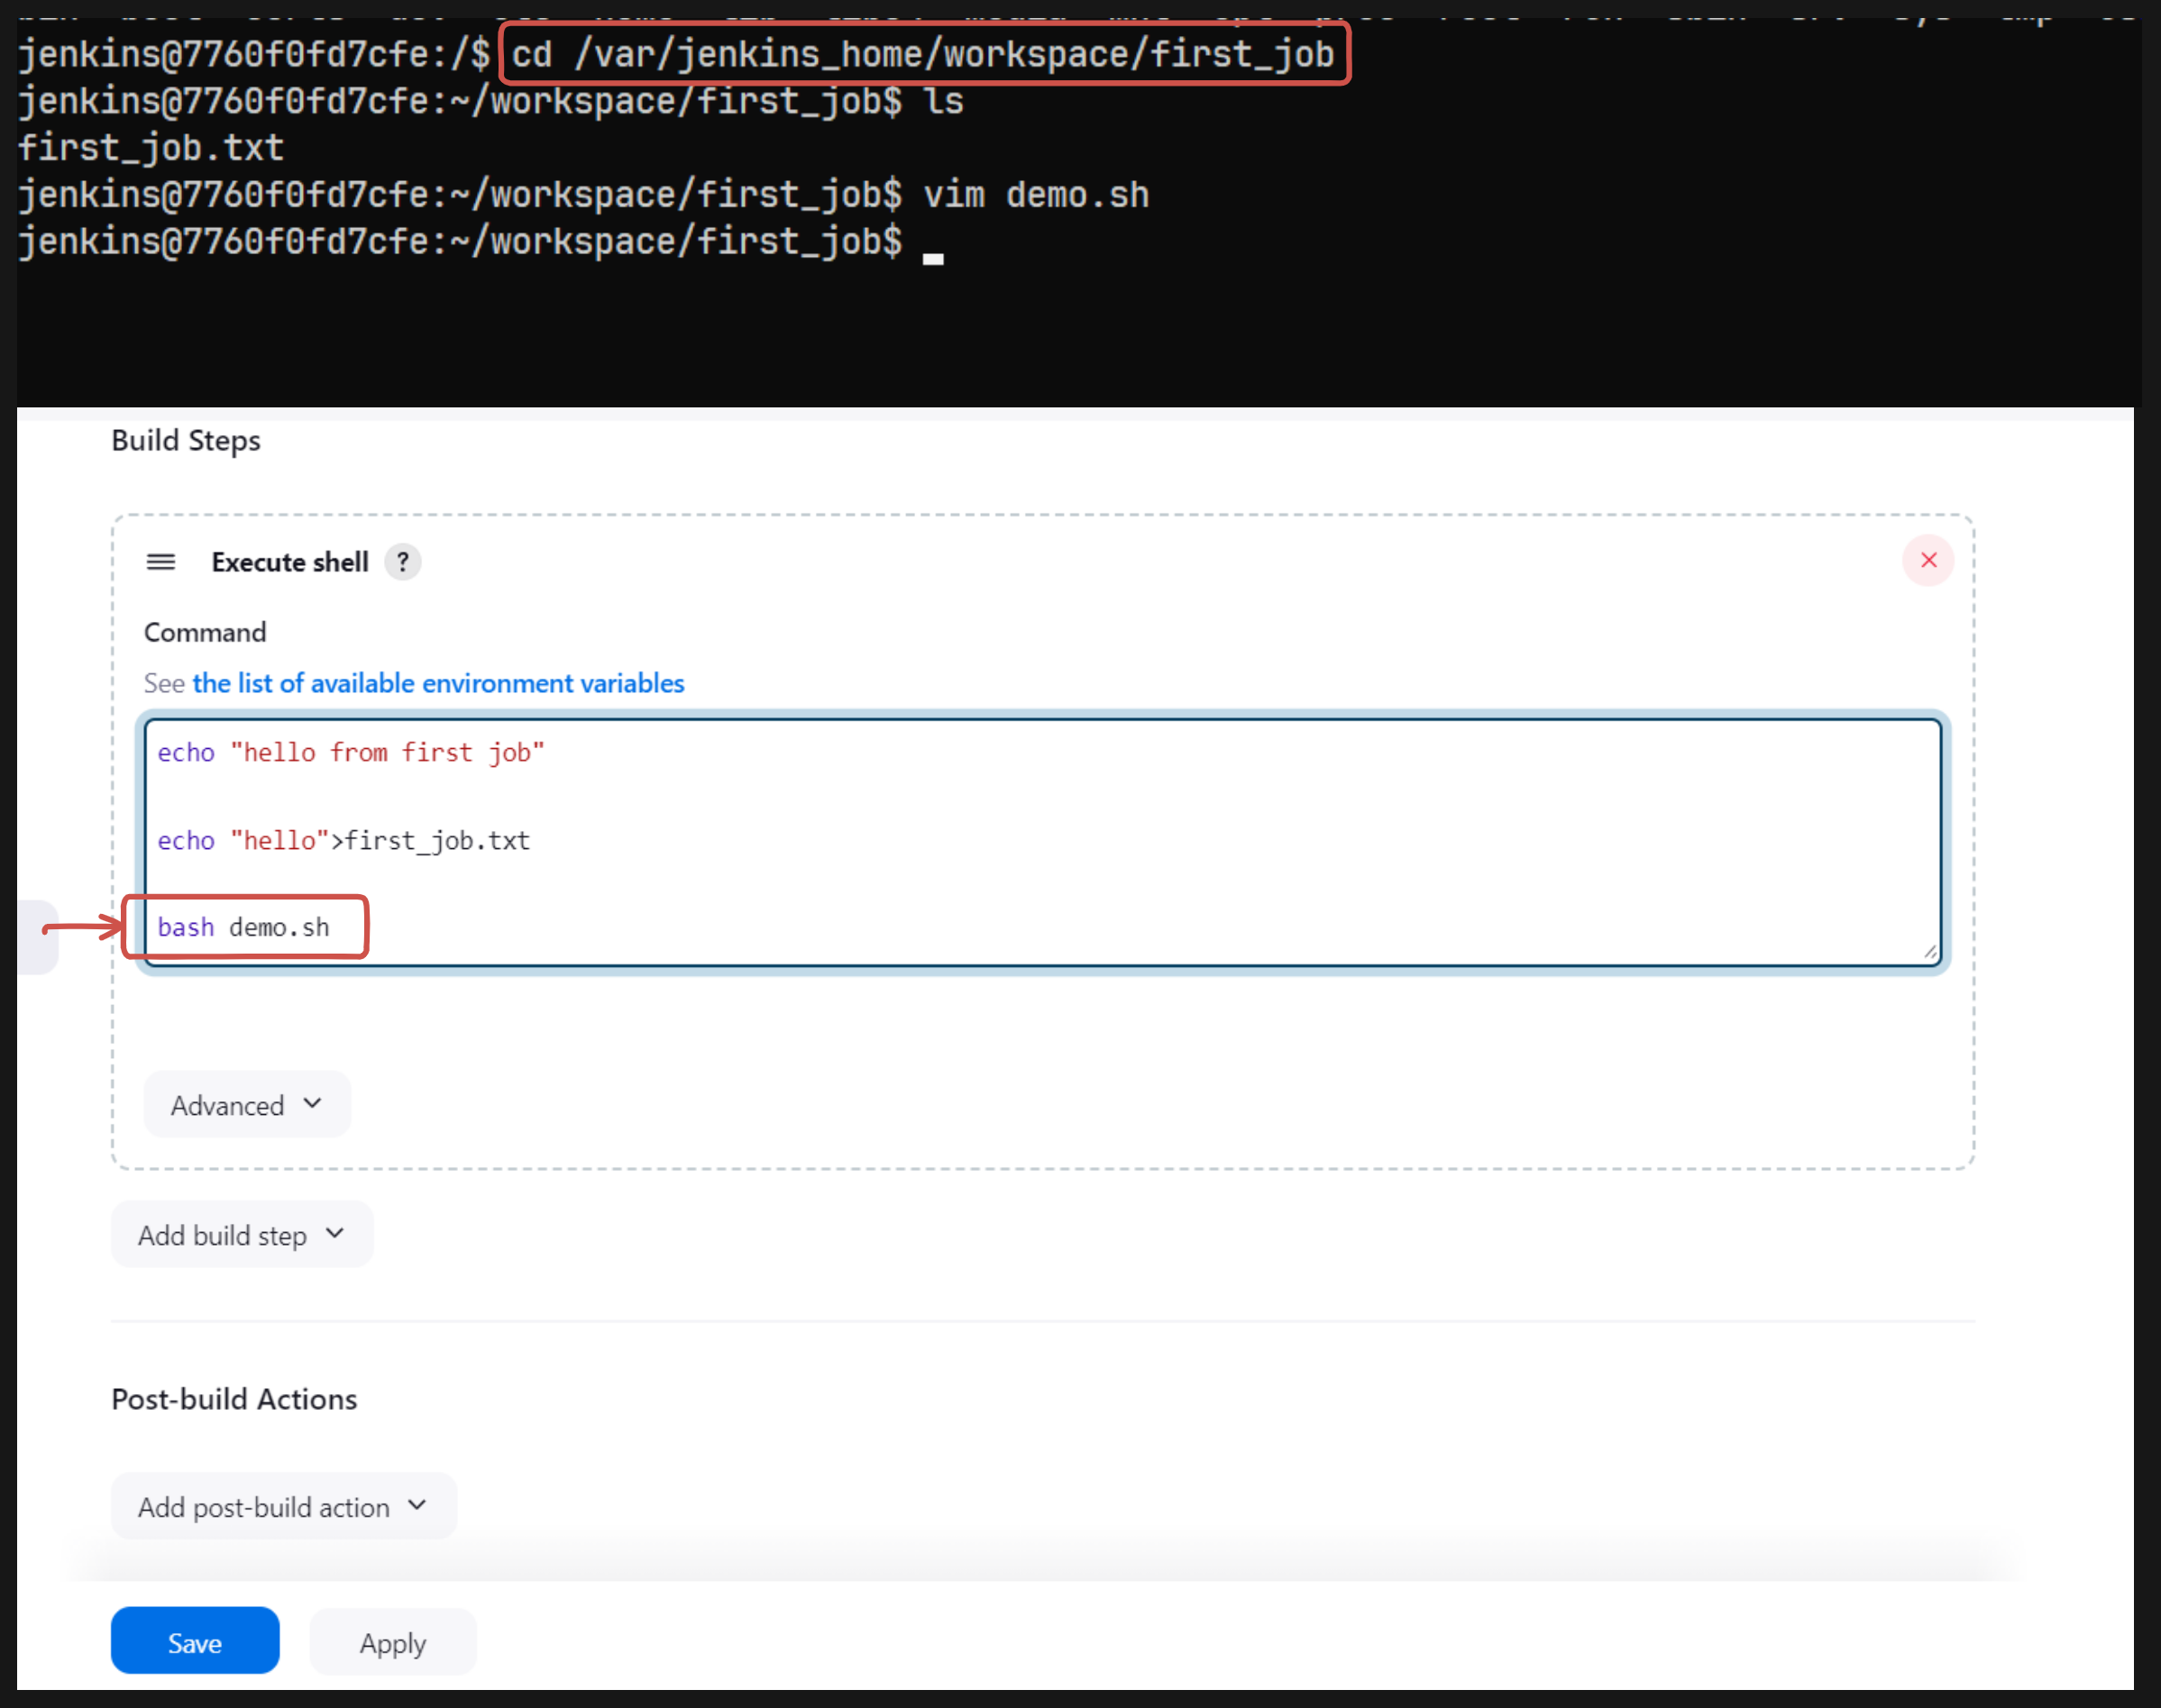 jenkins@7760f0fd7cfe:/$ cd /var/jenkins_home/workspace/first_job
jenkins@7760f0fd7cfe:~/workspace/first_job$ ls
first_job.txt
jenkins@7760f0fd7cfe:~/workspace/first_job$ vim demo.sh
jenkins@7760f0fd7cfe:~/workspace/first_job$
Build Steps
Execute shell ?
Command
See the list of available environment variables
echo "hello from first job"
echo "hello">first_job.txt
bash demo.sh
Advanced
Add build step
Post-build Actions
Add post-build action
Save Apply